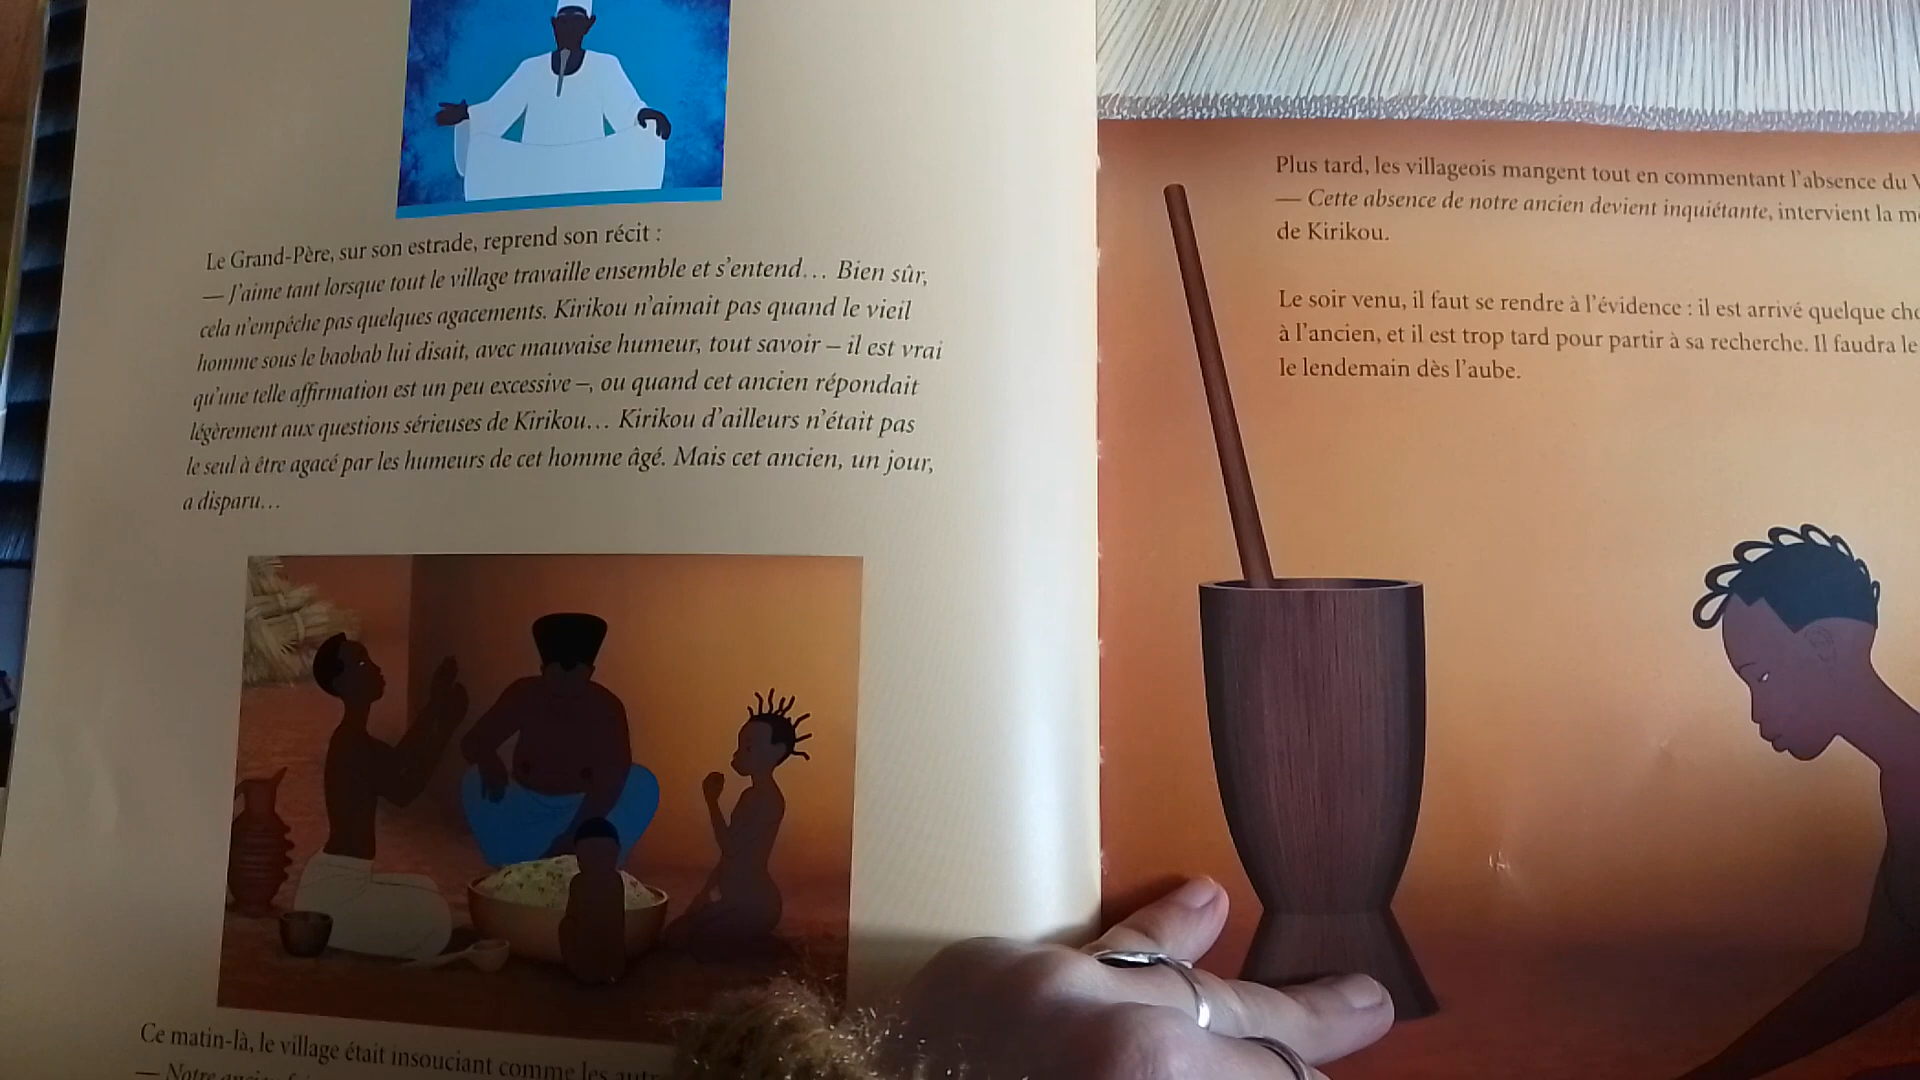 Le Grand-Père, sur son estrade, reprend son récit :
— J'aime tant lorsque tout le village travaille ensemble et s'entend… Bien sûr,
cela n'empêche pas quelques agacements. Kirikou n'aimait pas quand le vieil
homme sous le baobab lui disait, avec mauvaise humeur, tout savoir – il est vrai
qu'une telle affirmation est un peu excessive –, ou quand cet ancien répondait
légèrement aux questions sérieuses de Kirikou… Kirikou d'ailleurs n'était pas
le seul à être agacé par les humeurs de cet homme âgé. Mais cet ancien, un jour,
a disparu…
Ce matin-là, le village était insouciant comme les
— Notre ancien
Plus tard, les villageois mangent tout en commentant l'absence du
— Cette absence de notre ancien devient inquiétante, intervient la
de Kirikou.
Le soir venu, il faut se rendre à l'évidence : il est arrivé quelque
à l'ancien, et il est trop tard pour partir à sa recherche. Il faudra le
le lendemain dès l'aube.